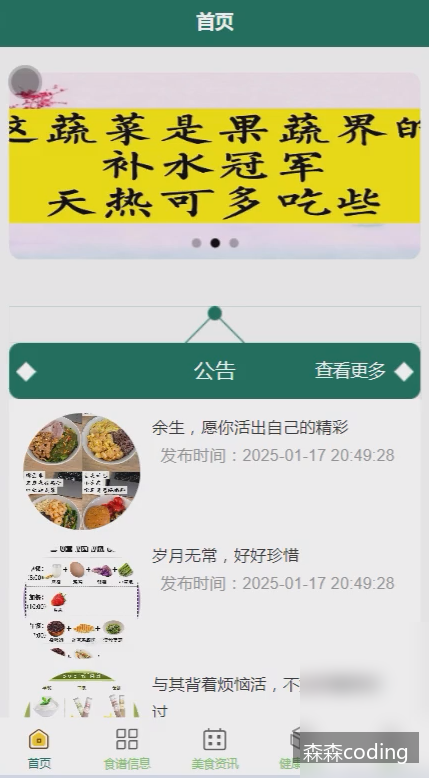 首页
这蔬菜是果蔬界的
补水冠军
天热可多吃些
公告
查看更多
余生，愿你活出自己的精彩
发布时间：2025-01-17 20:49:28
岁月无常，好好珍惜
发布时间：2025-01-17 20:49:28
与其背着烦恼活，不
过
首页
食谱信息
美食资讯
健康
森森coding